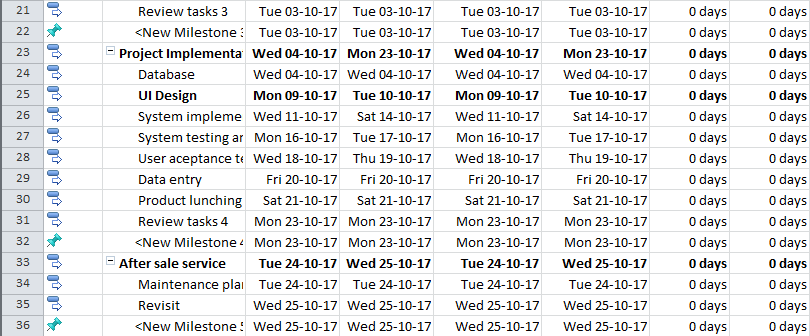 21 Review tasks 3 Tue 03-10-17 Tue 03-10-17 Tue 03-10-17 Tue 03-10-17 0 days 0 days
22 <New Milestone 3 Tue 03-10-17 Tue 03-10-17 Tue 03-10-17 Tue 03-10-17 0 days 0 days
23 Project Implementa Wed 04-10-17 Mon 23-10-17 Wed 04-10-17 Mon 23-10-17 0 days 0 days
24 Database Wed 04-10-17 Wed 04-10-17 Wed 04-10-17 Wed 04-10-17 0 days 0 days
25 UI Design Mon 09-10-17 Tue 10-10-17 Mon 09-10-17 Tue 10-10-17 0 days 0 days
26 System impleme Wed 11-10-17 Sat 14-10-17 Wed 11-10-17 Sat 14-10-17 0 days 0 days
27 System testing an Mon 16-10-17 Tue 17-10-17 Mon 16-10-17 Tue 17-10-17 0 days 0 days
28 User aceptance te Wed 18-10-17 Thu 19-10-17 Wed 18-10-17 Thu 19-10-17 0 days 0 days
29 Data entry Fri 20-10-17 Fri 20-10-17 Fri 20-10-17 Fri 20-10-17 0 days 0 days
30 Product lunching Sat 21-10-17 Sat 21-10-17 Sat 21-10-17 Sat 21-10-17 0 days 0 days
31 Review tasks 4 Mon 23-10-17 Mon 23-10-17 Mon 23-10-17 Mon 23-10-17 0 days 0 days
32 <New Milestone 4 Mon 23-10-17 Mon 23-10-17 Mon 23-10-17 Mon 23-10-17 0 days 0 days
33 After sale service Tue 24-10-17 Wed 25-10-17 Tue 24-10-17 Wed 25-10-17 0 days 0 days
34 Maintenance plan Tue 24-10-17 Tue 24-10-17 Tue 24-10-17 Tue 24-10-17 0 days 0 days
35 Revisit Wed 25-10-17 Wed 25-10-17 Wed 25-10-17 Wed 25-10-17 0 days 0 days
36 <New Milestone 5 Wed 25-10-17 Wed 25-10-17 Wed 25-10-17 Wed 25-10-17 0 days 0 days